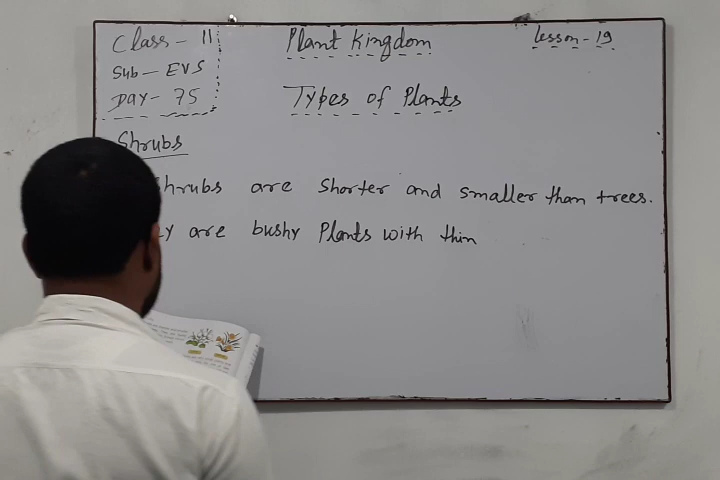 Class - II
Plant Kingdom
Lesson - 19
Sub - EVS
Day - 75
Types of Plants
Shrubs
Shrubs are shorter and smaller than trees.
are bushy Plants with thin